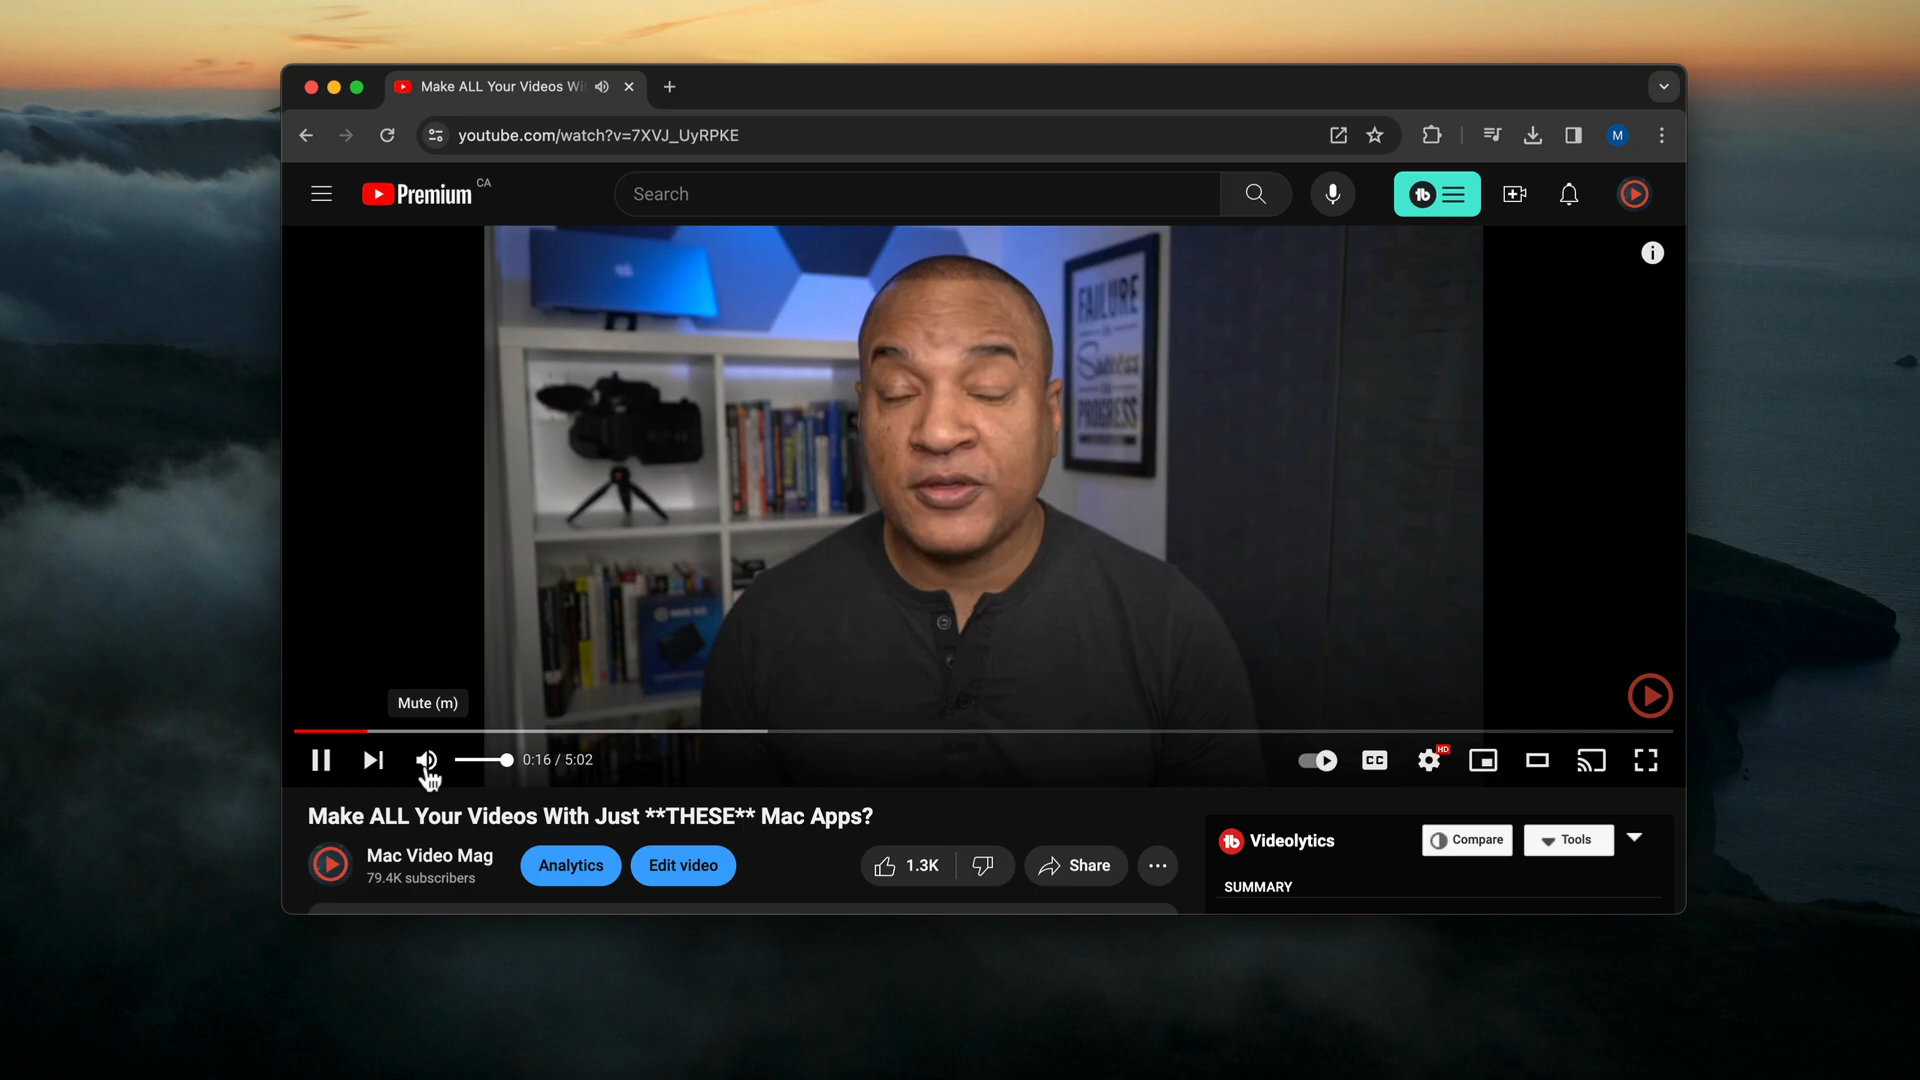 Make ALL Your Videos Wi
youtube.com/watch?v=7XVJ_UyRPKE
M
Premium CA
Search
FAILURE
Success
PROGRESS
Mute (m)
0:16 / 5:02
CC
HD
Make ALL Your Videos With Just **THESE** Mac Apps?
Mac Video Mag
79.4K subscribers
Analytics
Edit video
1.3K
Share
Videolytics
Compare
Tools
SUMMARY